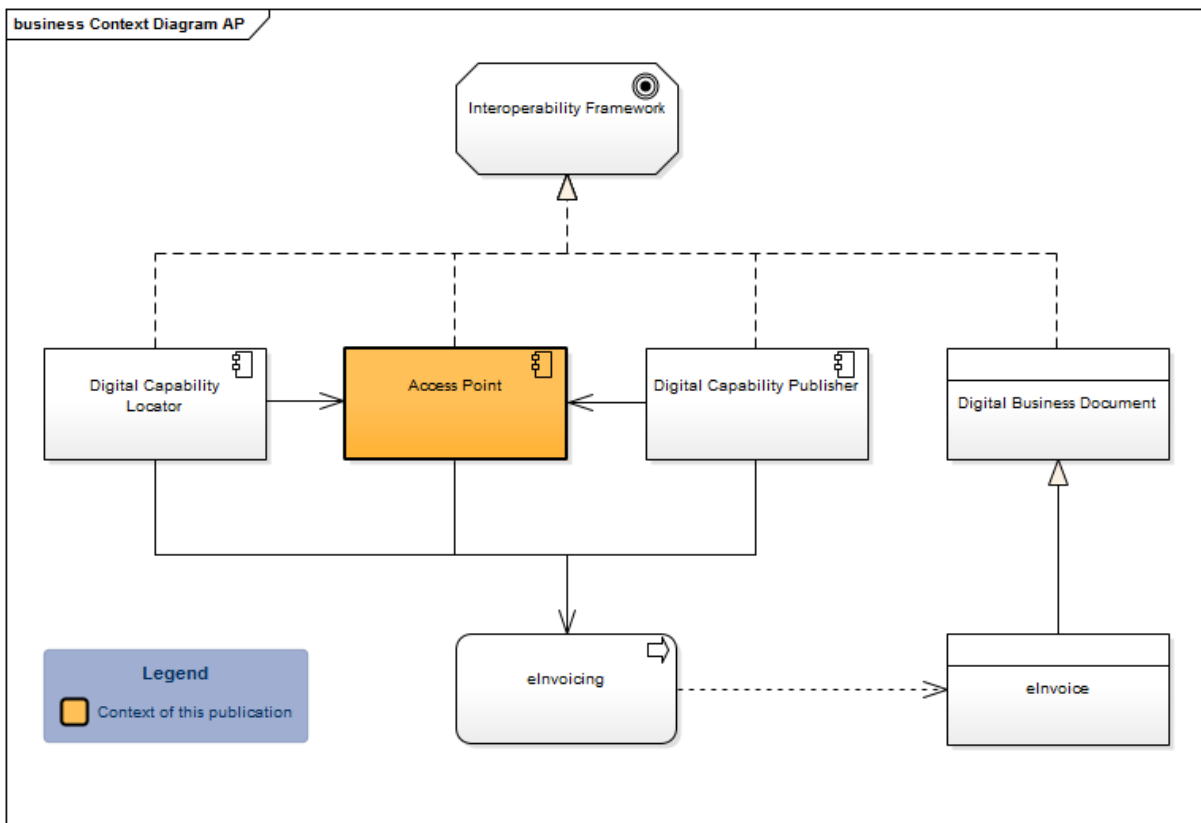 business Context Diagram AP
Interoperability Framework
Digital Capability
Locator
Access Point
Digital Capability Publisher
Digital Business Document
eInvoicing
eInvoice
Legend
Context of this publication